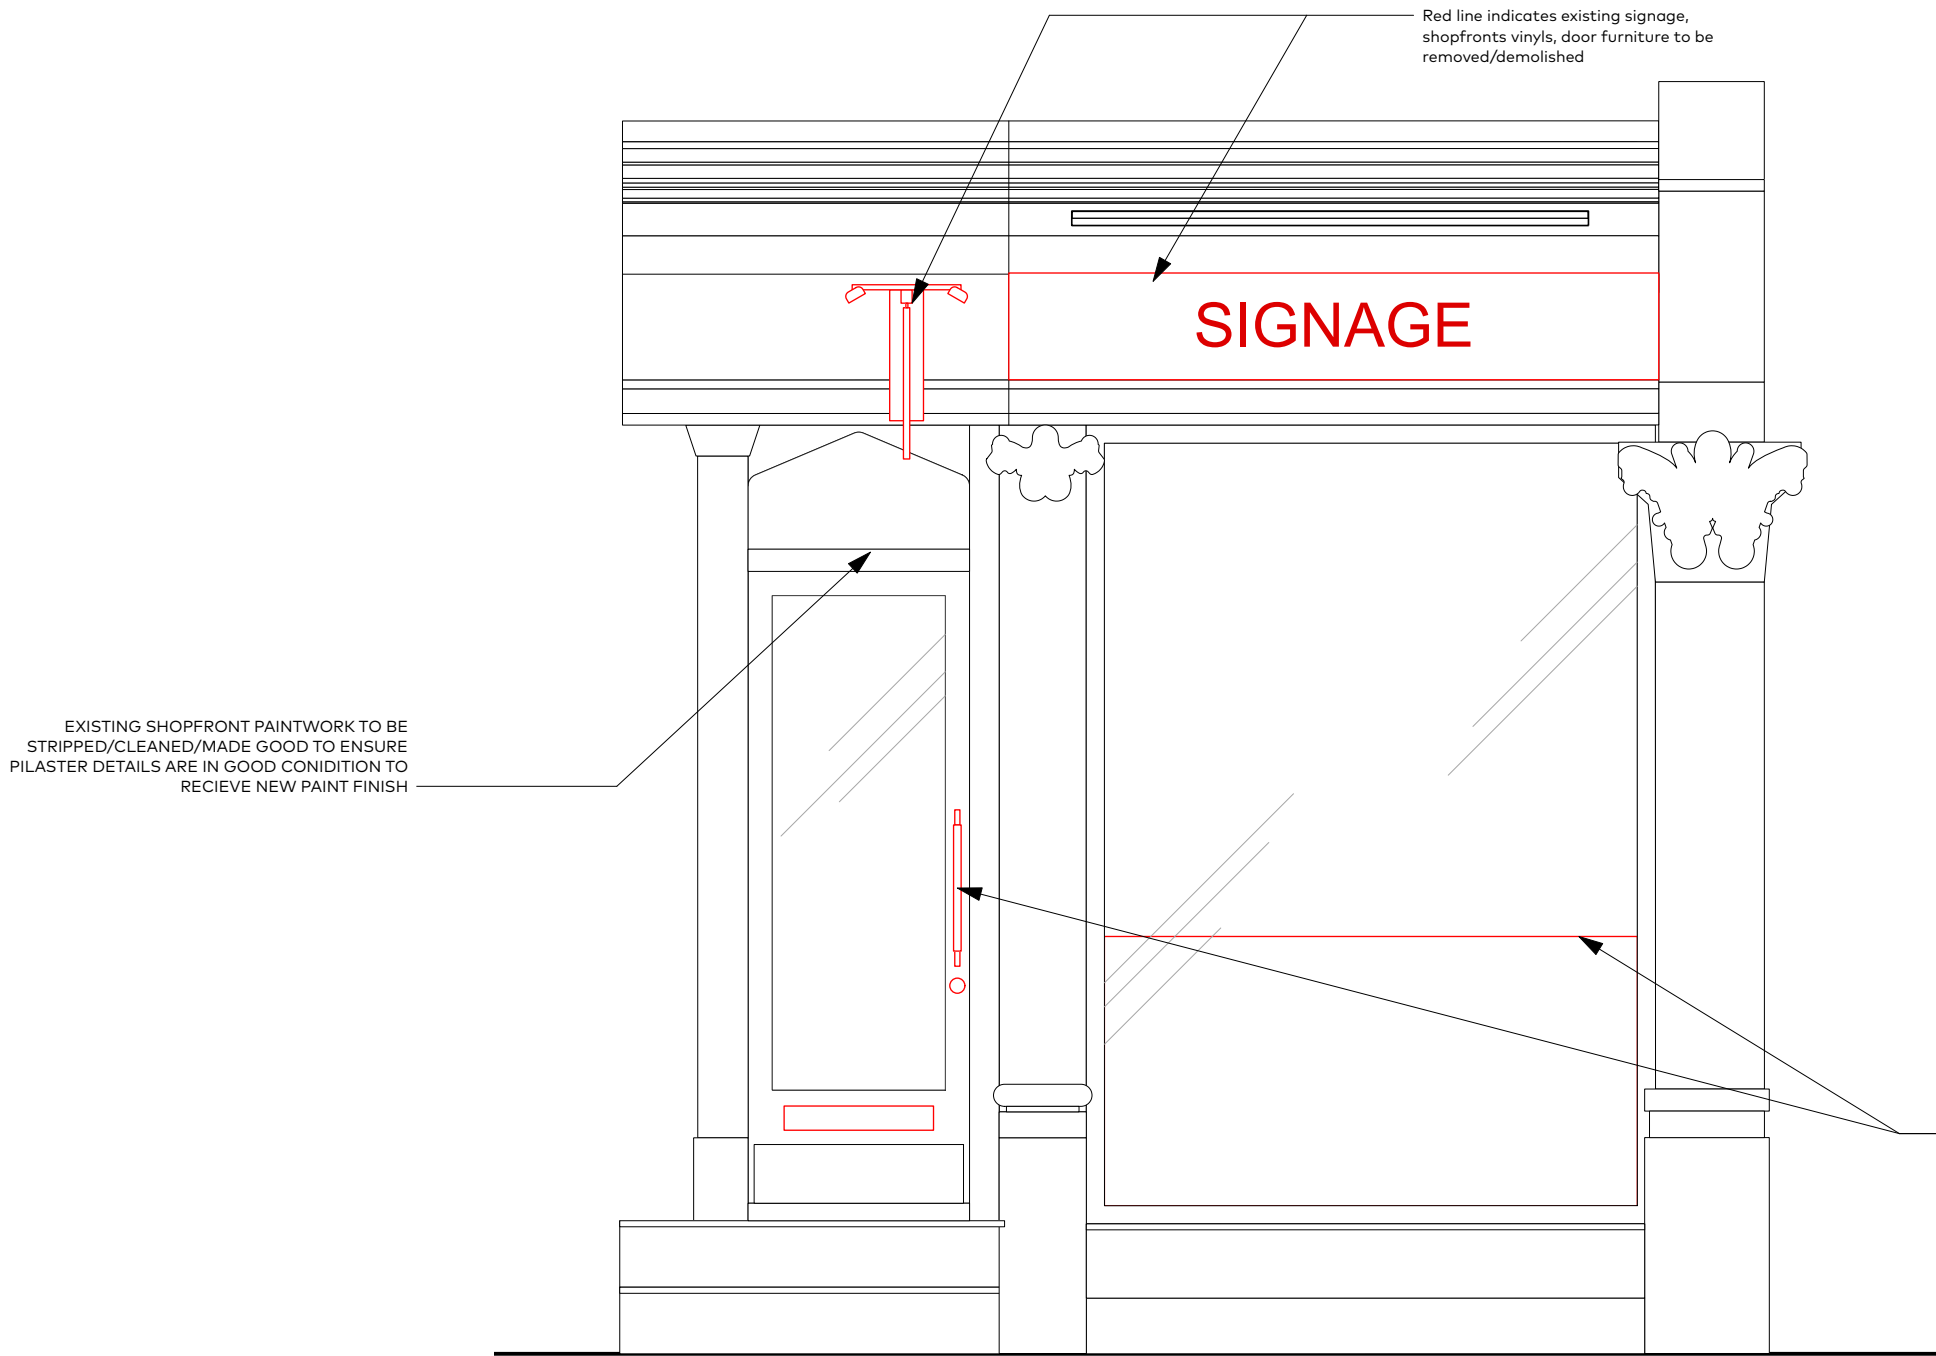 Red line indicates existing signage,
shopfronts vinyls, door furniture to be
removed/demolished
SIGNAGE
EXISTING SHOPFRONT PAINTWORK TO BE
STRIPPED/CLEANED/MADE GOOD TO ENSURE
PILASTER DETAILS ARE IN GOOD CONIDITION TO
RECIEVE NEW PAINT FINISH